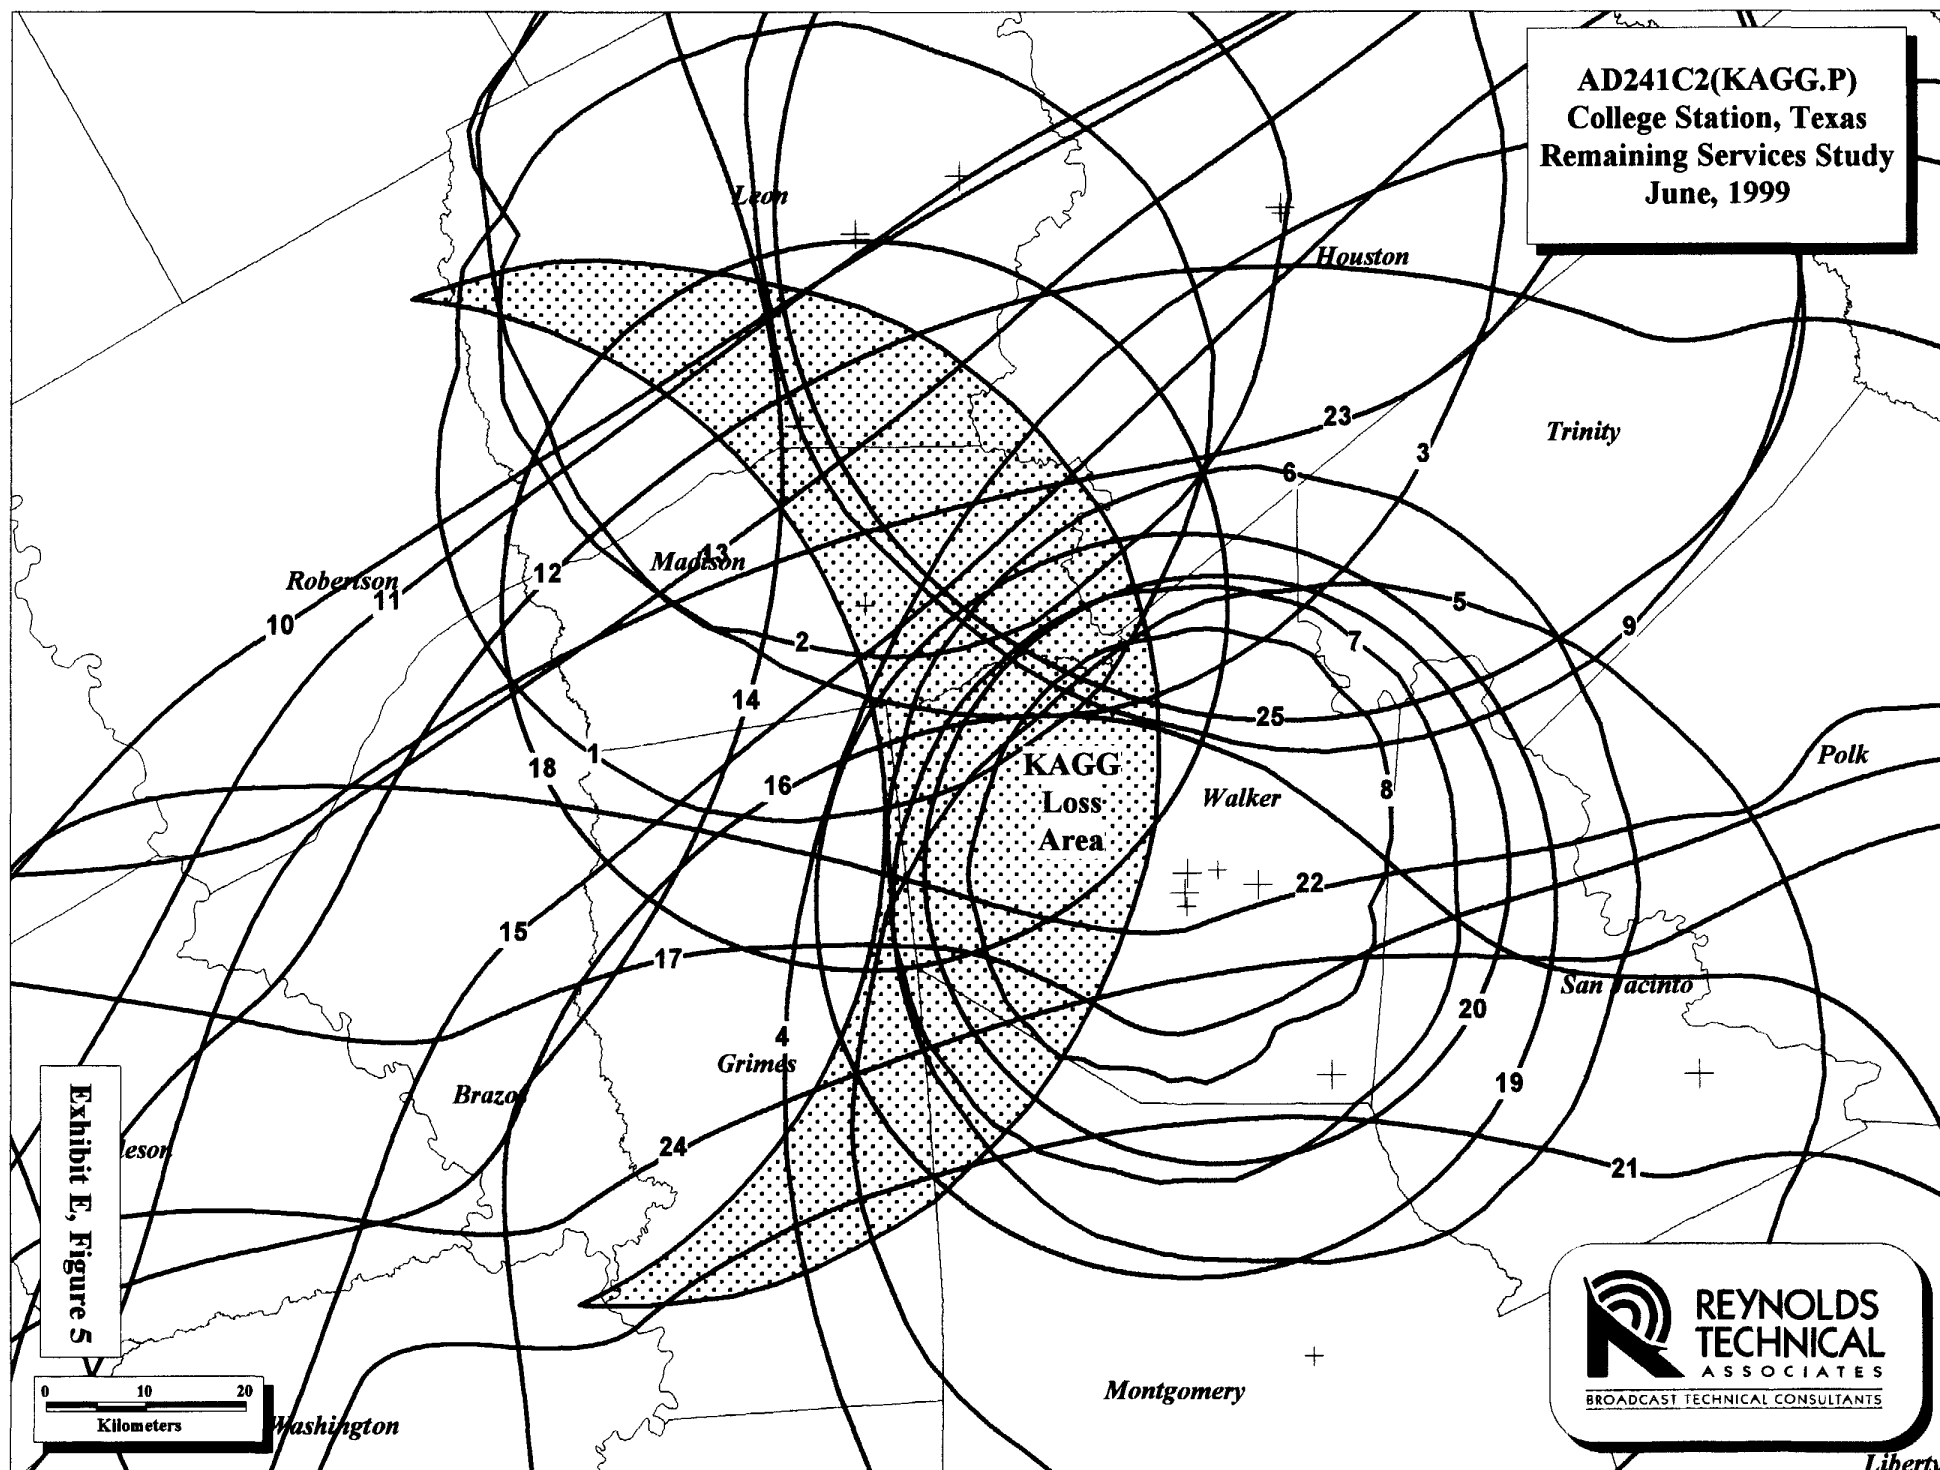 AD241C2(KAGG.P)
College Station, Texas
Remaining Services Study
June, 1999
Leon
Houston
23
Trinity
3
6
13
Madison
12
Robertson
11
10
2
5
7
9
14
25
1
18
16
KAGG
Loss
Area
Walker
8
Polk
22
15
17
San Jacinto
20
4
Grimes
19
Brazos
24
leson
21
Exhibit E, Figure 5
0 10 20
Kilometers
Washington
Montgomery
REYNOLDS
TECHNICAL
ASSOCIATES
BROADCAST TECHNICAL CONSULTANTS
Liberty